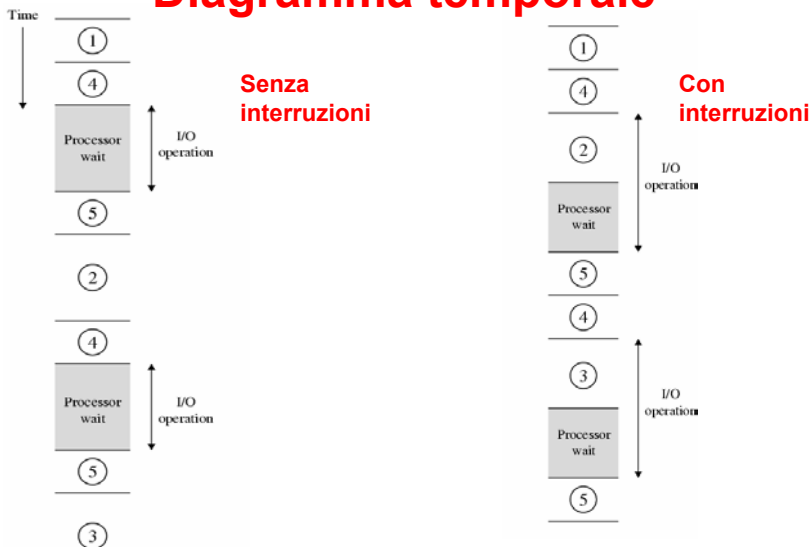 Diagramma temporale
Time
1
4
Processor
wait
I/O
operation
5
2
4
Processor
wait
I/O
operation
5
3
Senza
interruzioni
1
4
2
Processor
wait
I/O
operation
5
4
3
Processor
wait
I/O
operation
5
Con
interruzioni